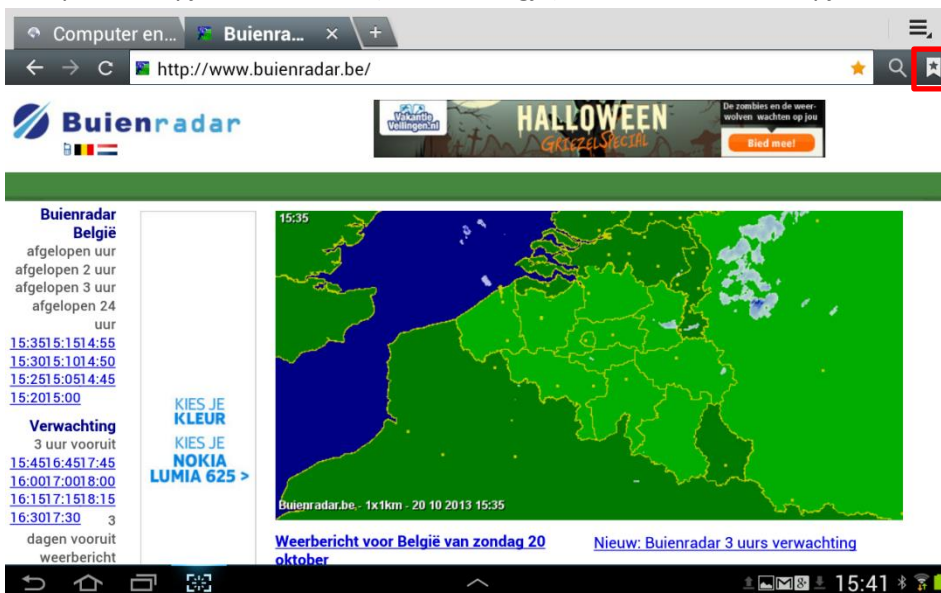 Computer en... Buienra... × +
http://www.buienradar.be/
Buienradar
Vakantie
Veilingen.nl
HALLOWEEN
GRIEZELSPECIAL
De zombies en de weer-
wolven wachten op jou
Bied meer!
Buienradar
België
afgelopen uur
afgelopen 2 uur
afgelopen 3 uur
afgelopen 24
uur
15:3515:1514:55
15:3015:1014:50
15:2515:0514:45
15:2015:00
Verwachting
3 uur vooruit
15:4516:4517:45
16:0017:0018:00
16:1517:1518:15
16:3017:30 3
dagen vooruit
weerbericht
KIES JE
KLEUR
KIES JE
NOKIA
LUMIA 625 >
15:35
Buienradar.be - 1x1km - 20 10 2013 15:35
Weerbericht voor België van zondag 20
oktober
Nieuw: Buienradar 3 uurs verwachting
15:41